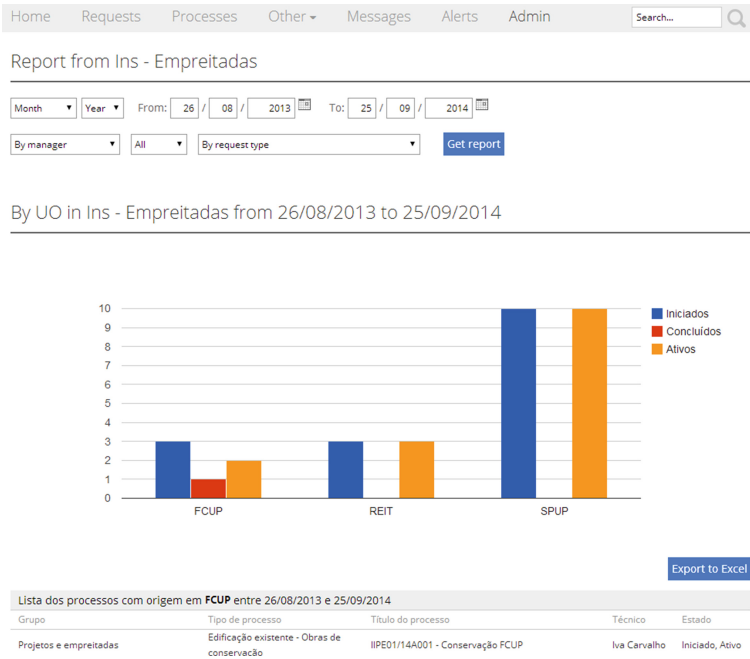 Home Requests Processes Other Messages Alerts Admin Search...
Report from Ins - Empreitadas
Month Year From: 26 / 08 / 2013 To: 25 / 09 / 2014
By manager All By request type Get report
By UO in Ins - Empreitadas from 26/08/2013 to 25/09/2014
10
9
8
7
6
5
4
3
2
1
0
FCUP REIT SPUP
Iniciados
Concluídos
Ativos
Export to Excel
Lista dos processos com origem em FCUP entre 26/08/2013 e 25/09/2014
Grupo Tipo de processo Título do processo Técnico Estado
Projetos e empreitadas Edificação existente - Obras de conservação IIPE01/14A001 - Conservação FCUP Iva Carvalho Iniciado, Ativo